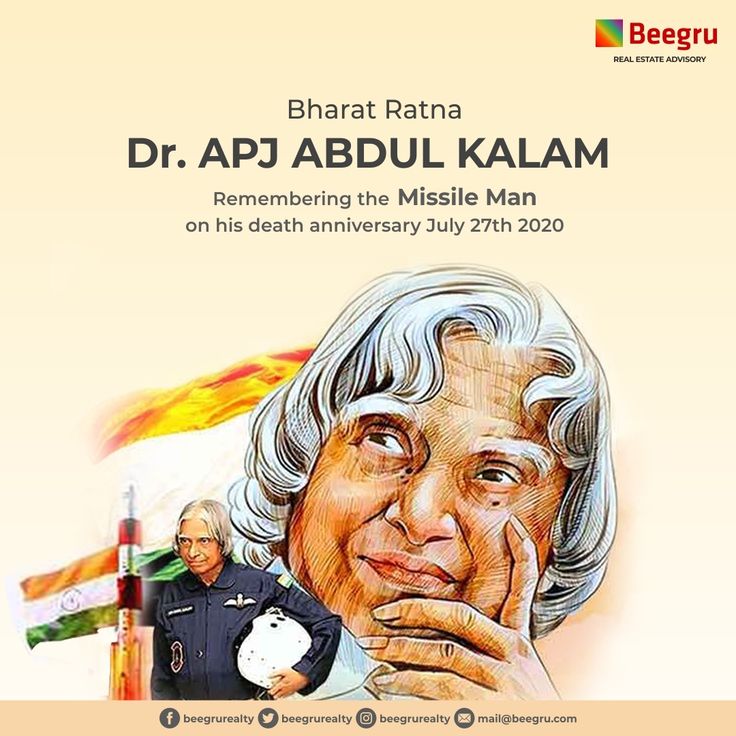 Beegru
REAL ESTATE ADVISORY
Bharat Ratna
Dr. APJ ABDUL KALAM
Remembering the Missile Man
on his death anniversary July 27th 2020
beegrurealty beegrurealty beegrurealty mail@beegru.com